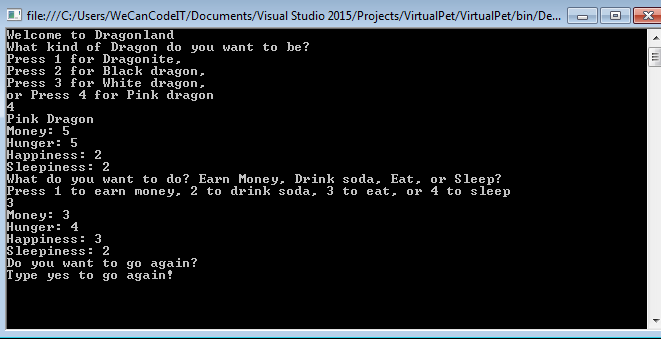 file:///C:/Users/WeCanCodeIT/Documents/Visual Studio 2015/Projects/VirtualPet/VirtualPet/bin/De...
Welcome to Dragonland
What kind of Dragon do you want to be?
Press 1 for Dragonite,
Press 2 for Black dragon,
Press 3 for White dragon,
or Press 4 for Pink dragon
4
Pink Dragon
Money: 5
Hunger: 5
Happiness: 2
Sleepiness: 2
What do you want to do? Earn Money, Drink soda, Eat, or Sleep?
Press 1 to earn money, 2 to drink soda, 3 to eat, or 4 to sleep
3
Money: 3
Hunger: 4
Happiness: 3
Sleepiness: 2
Do you want to go again?
Type yes to go again!